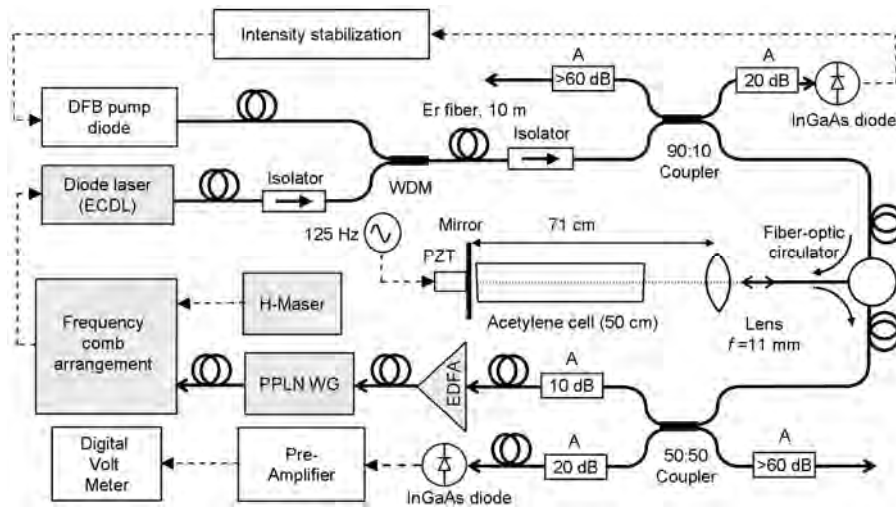 Intensity stabilization
A
>60 dB
A
20 dB
InGaAs diode
DFB pump
diode
Er fiber, 10 m
Isolator
90:10
Coupler
Diode laser
(ECDL)
Isolator
WDM
125 Hz
Mirror
PZT
71 cm
Fiber-optic
circulator
Acetylene cell (50 cm)
Lens
f=11 mm
H-Maser
Frequency
comb
arrangement
PPLN WG
EDFA
A
10 dB
Digital
Volt
Meter
Pre-
Amplifier
InGaAs diode
A
20 dB
50:50
Coupler
A
>60 dB